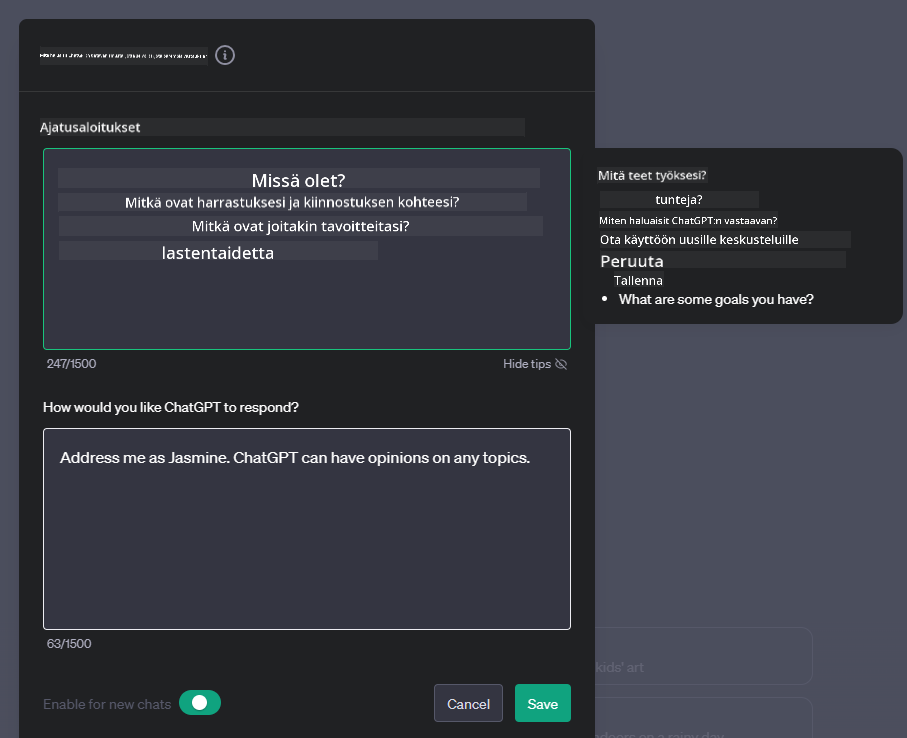 Ajatusaloitukset
Missä olet?
Mitkä ovat harrastuksesi ja kiinnostuksen kohteesi?
Mitkä ovat joitakin tavoitteitasi?
lastentaidetta
247/1500
Hide tips
Mitä teet työksesi?
tunteja?
Miten haluaisit ChatGPT:n vastaavan?
Ota käyttöön uusille keskusteluille
Peruuta
Tallenna
• What are some goals you have?
How would you like ChatGPT to respond?
Address me as Jasmine. ChatGPT can have opinions on any topics.
63/1500
kids' art
Enable for new chats
Cancel
Save
on a rainy day